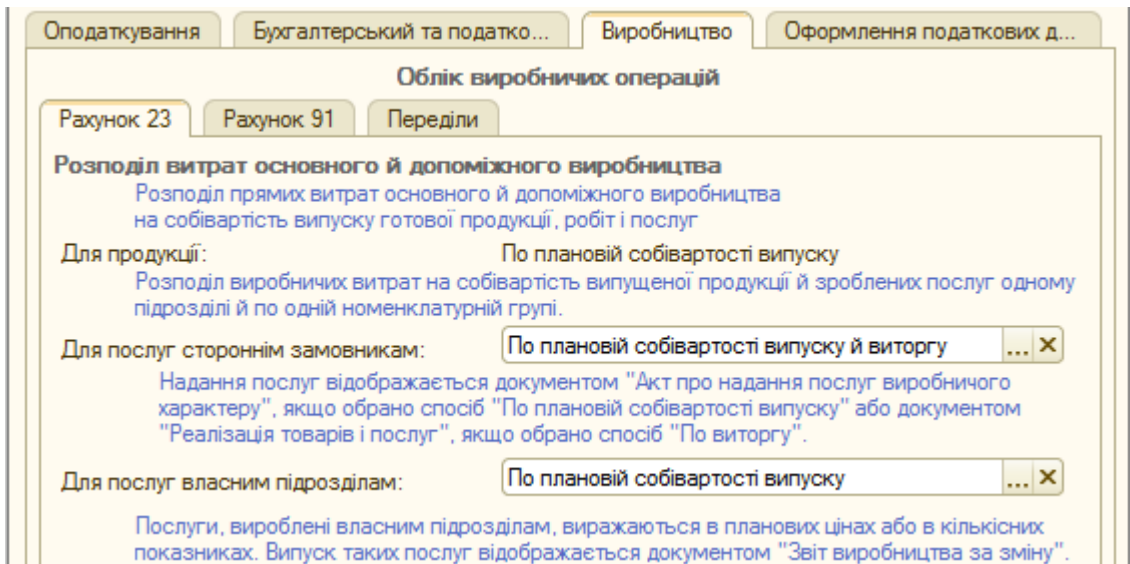 Оподаткування Бухгалтерський та податко... Виробництво Оформлення податкових д...
Облік виробничих операцій
Рахунок 23 Рахунок 91 Переділи
Розподіл витрат основного й допоміжного виробництва
Розподіл прямих витрат основного й допоміжного виробництва
на собівартість випуску готової продукції, робіт і послуг
Для продукції: По плановій собівартості випуску
Розподіл виробничих витрат на собівартість випущеної продукції й зроблених послуг одному
підрозділі й по одній номенклатурній групі.
Для послуг стороннім замовникам: По плановій собівартості випуску й виторгу ... ×
Надання послуг відображається документом "Акт про надання послуг виробничого
характеру", якщо обрано спосіб "По плановій собівартості випуску" або документом
"Реалізація товарів і послуг", якщо обрано спосіб "По виторгу".
Для послуг власним підрозділам: По плановій собівартості випуску ... ×
Послуги, вироблені власним підрозділам, виражаються в планових цінах або в кількісних
показниках. Випуск таких послуг відображається документом "Звіт виробництва за зміну".